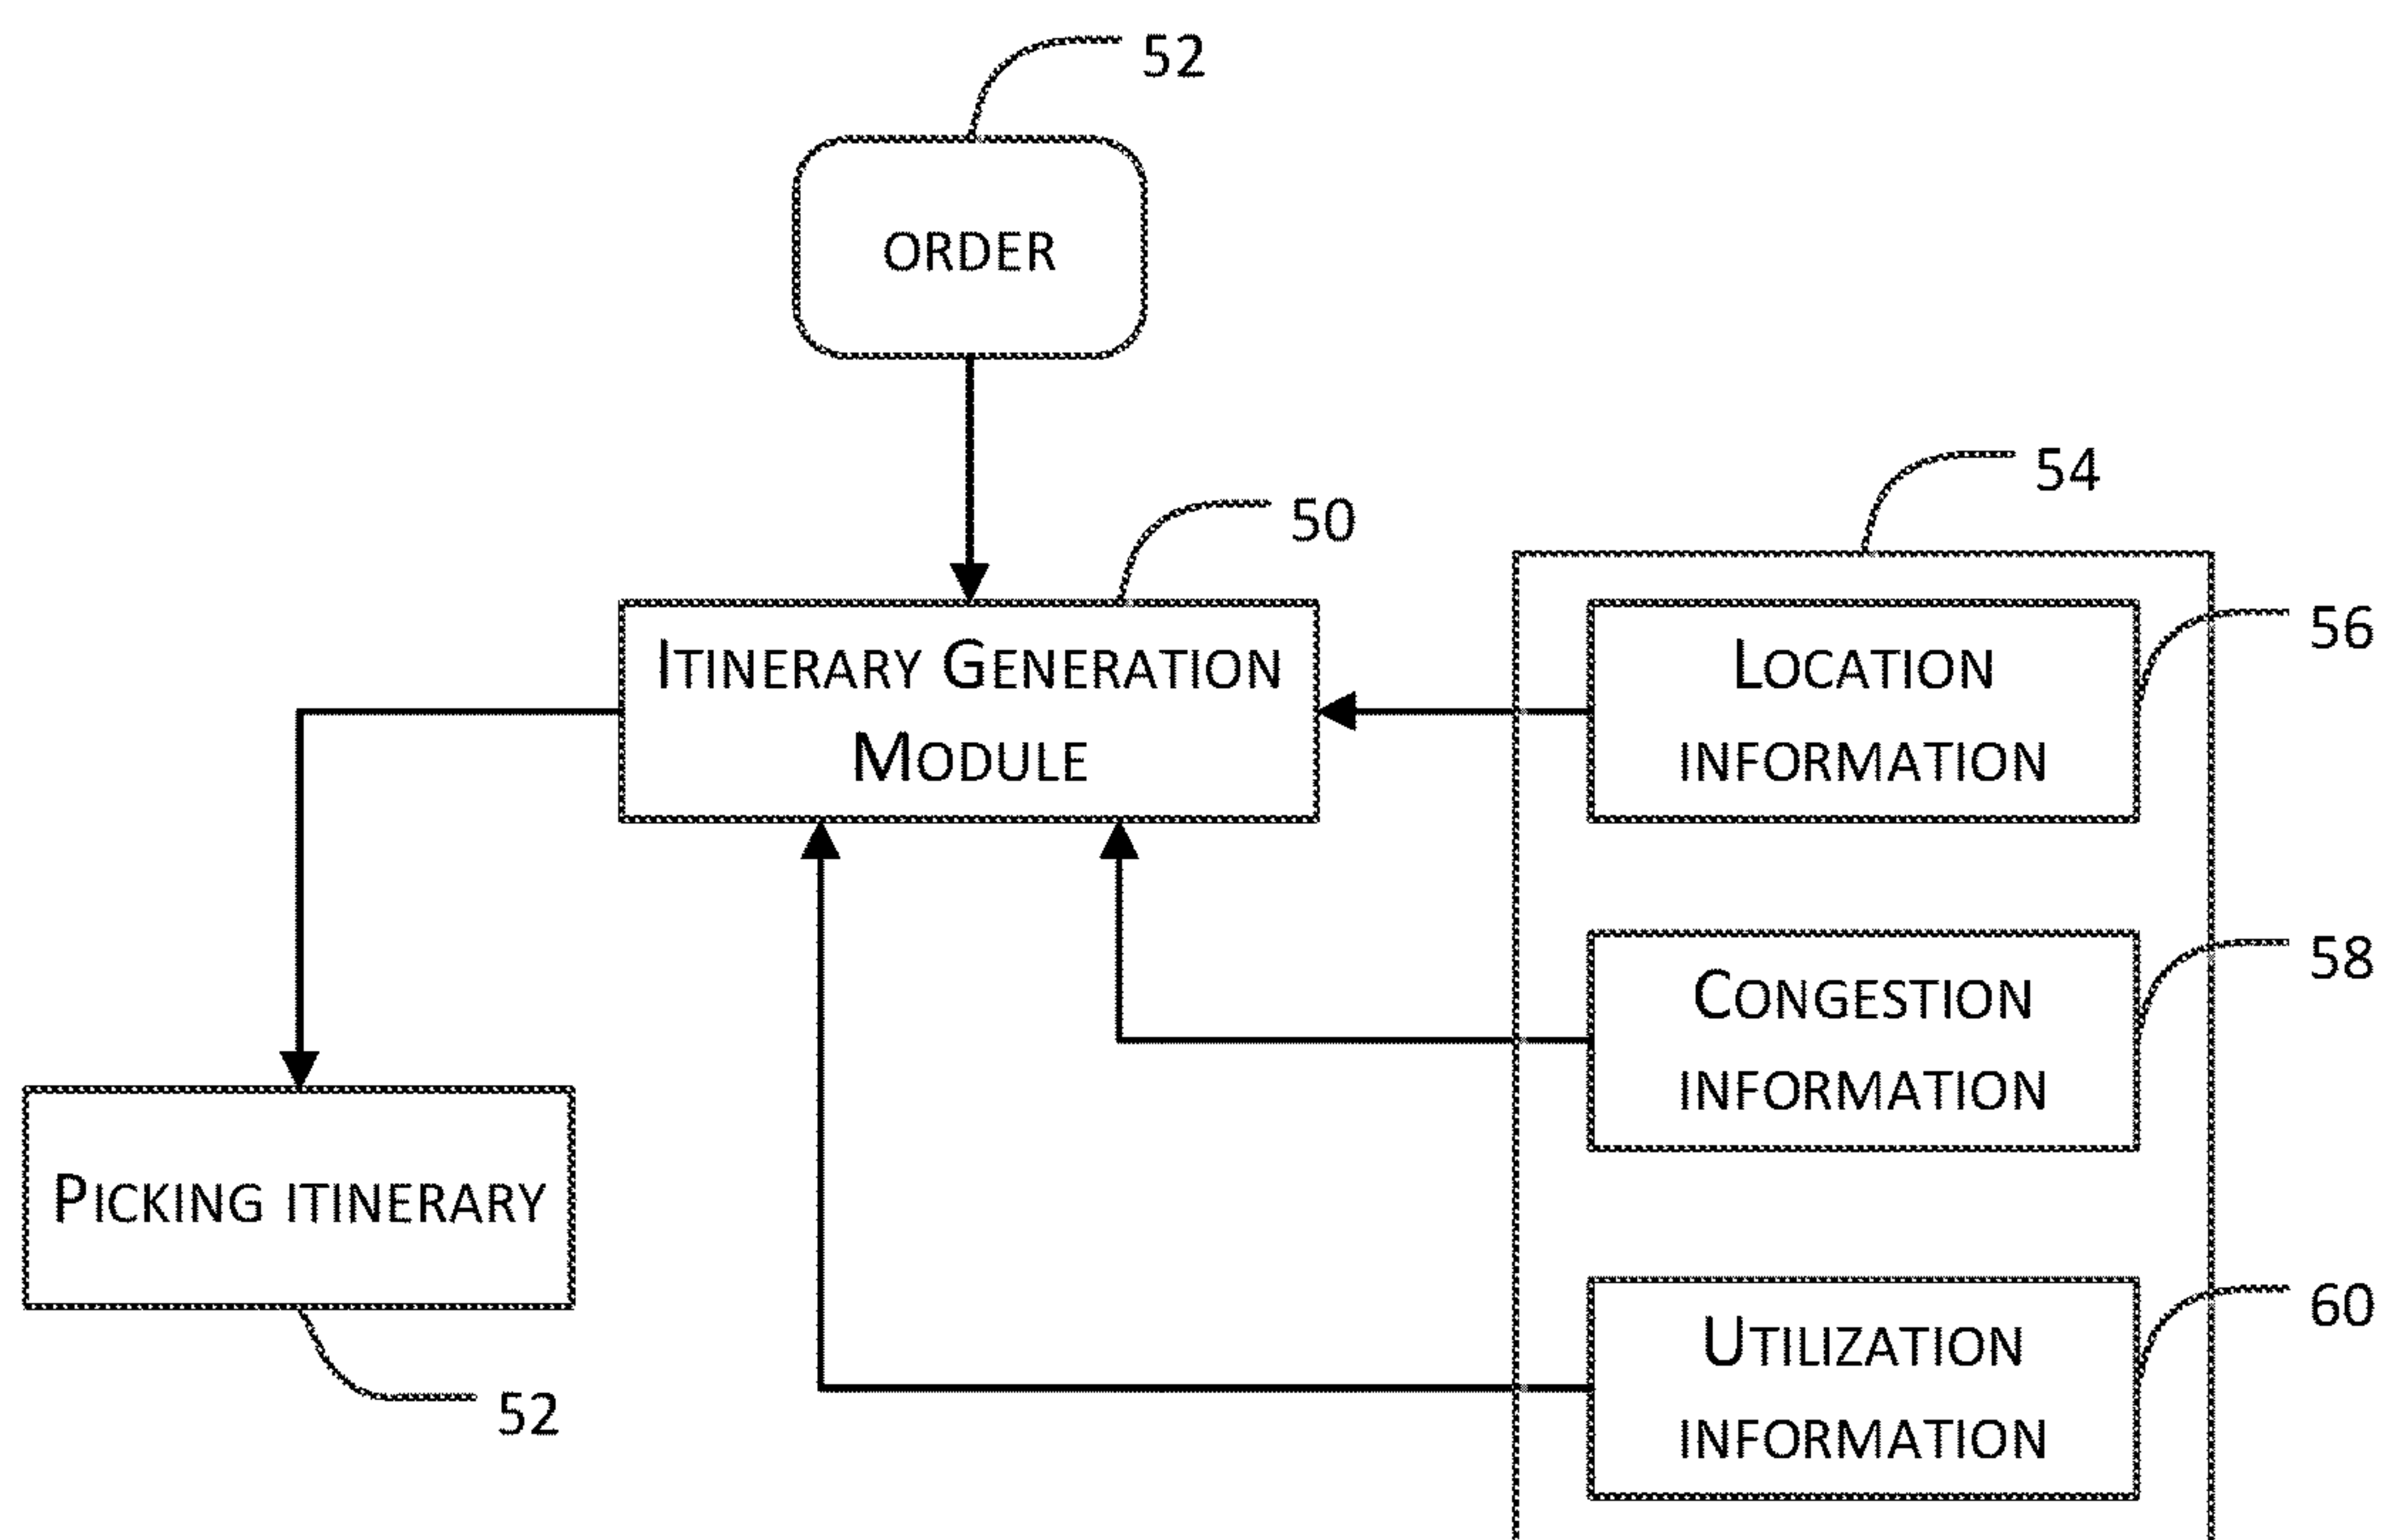 52
ORDER
54
50
ITINERARY GENERATION
MODULE
LOCATION
INFORMATION
56
CONGESTION
INFORMATION
58
PICKING ITINERARY
52
UTILIZATION
INFORMATION
60